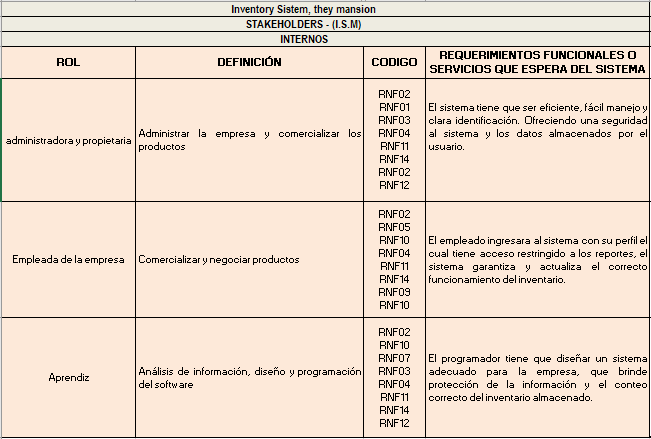 Inventory Sistem, they mansion
STAKEHOLDERS - (I.S.M)
INTERNOS
ROL
DEFINICIÓN
CODIGO
REQUERIMIENTOS FUNCIONALES O
SERVICIOS QUE ESPERA DEL SISTEMA
administradora y propietaria
Administrar la empresa y comercializar los
productos
RNF02
RNF01
RNF03
RNF04
RNF11
RNF14
RNF02
RNF12
El sistema tiene que ser eficiente, fácil manejo y
clara identificación. Ofreciendo una seguridad
al sistema y los datos almacenados por el
usuario.
Empleada de la empresa
Comercializar y negociar productos
RNF02
RNF05
RNF10
RNF04
RNF11
RNF14
RNF09
RNF10
El empleado ingresara al sistema con su perfil el
cual tiene acceso restringido a los reportes, el
sistema garantiza y actualiza el correcto
funcionamiento del inventario.
Aprendiz
Análisis de información, diseño y programación
del software
RNF02
RNF10
RNF07
RNF03
RNF04
RNF11
RNF14
RNF12
El programador tiene que diseñar un sistema
adecuado para la empresa, que brinde
protección de la información y el conteo
correcto del inventario almacenado.